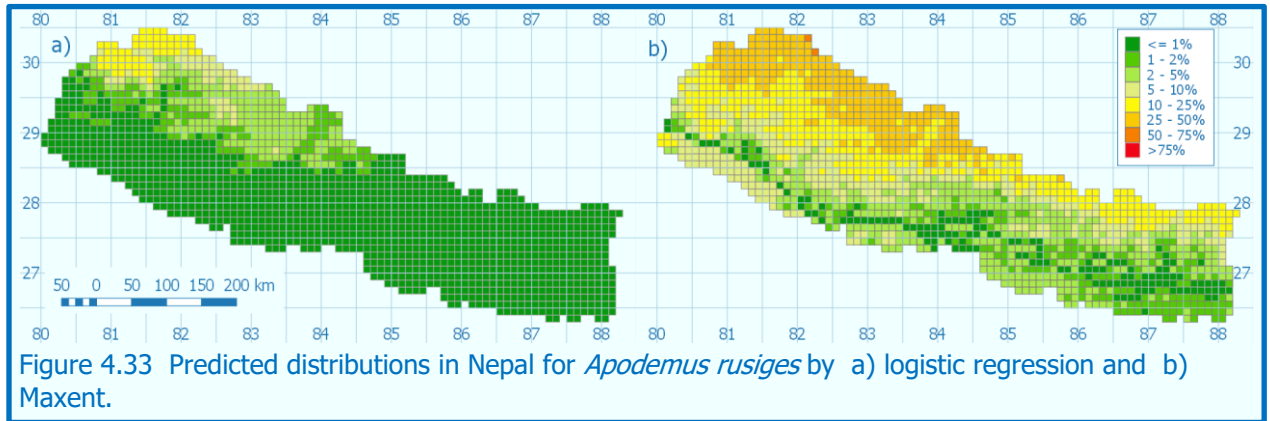 80 81 82 83 84 85 86 87 88 80 81 82 83 84 85 86 87 88
a)
b)
<= 1%
1 - 2%
2 - 5%
5 - 10%
10 - 25%
25 - 50%
50 - 75%
>75%
30 30
29 29
28 28
27 27
50 0 50 100 150 200 km
80 81 82 83 84 85 86 87 88 80 81 82 83 84 85 86 87 88
Figure 4.33 Predicted distributions in Nepal for Apodemus rusiges by a) logistic regression and b)
Maxent.